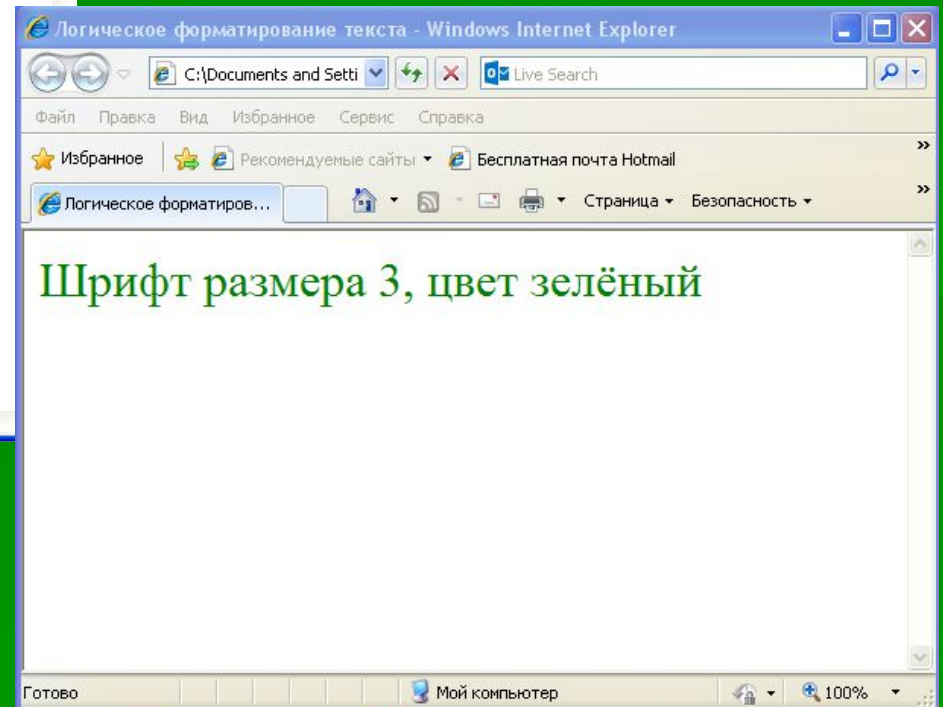 Логическое форматирование текста - Windows Internet Explorer
C:\Documents and Setti
Live Search
Файл Правка Вид Избранное Сервис Справка
Избранное Рекомендуемые сайты Бесплатная почта Hotmail »
Логическое форматиров... Страница Безопасность »
Шрифт размера 3, цвет зелёный
Готово Мой компьютер 100%